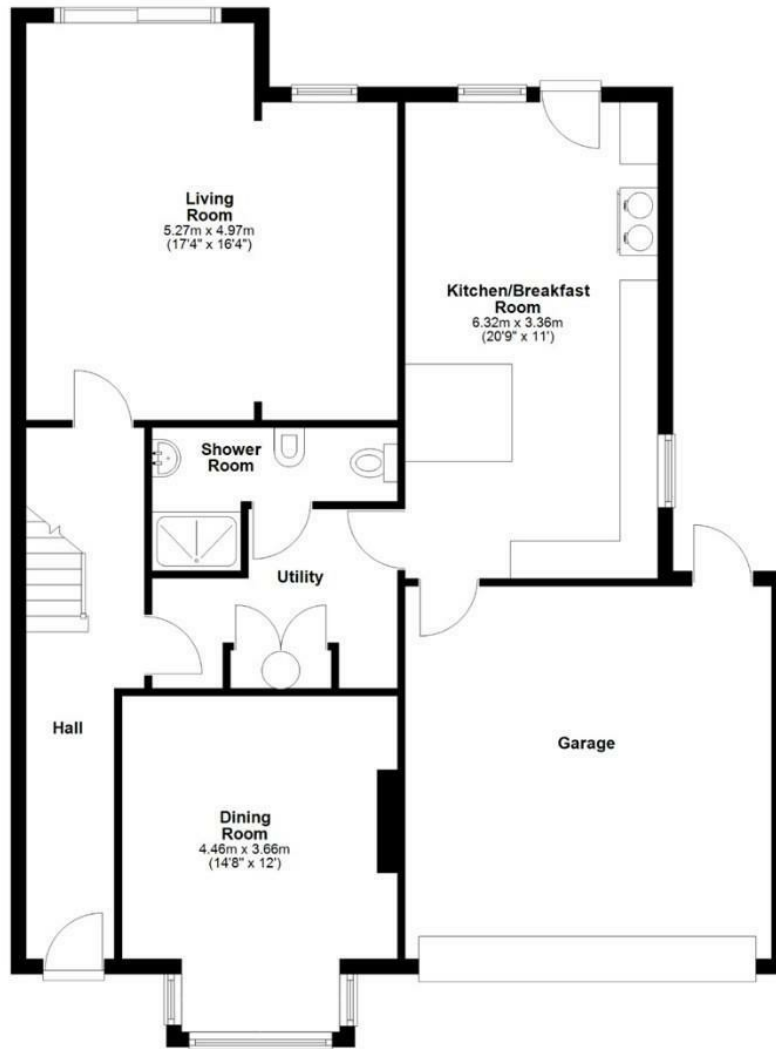 Living
Room
5.27m x 4.97m
(17'4" x 16'4")
Kitchen/Breakfast
Room
6.32m x 3.36m
(20'9" x 11')
Shower
Room
Utility
Hall
Garage
Dining
Room
4.46m x 3.66m
(14'8" x 12')